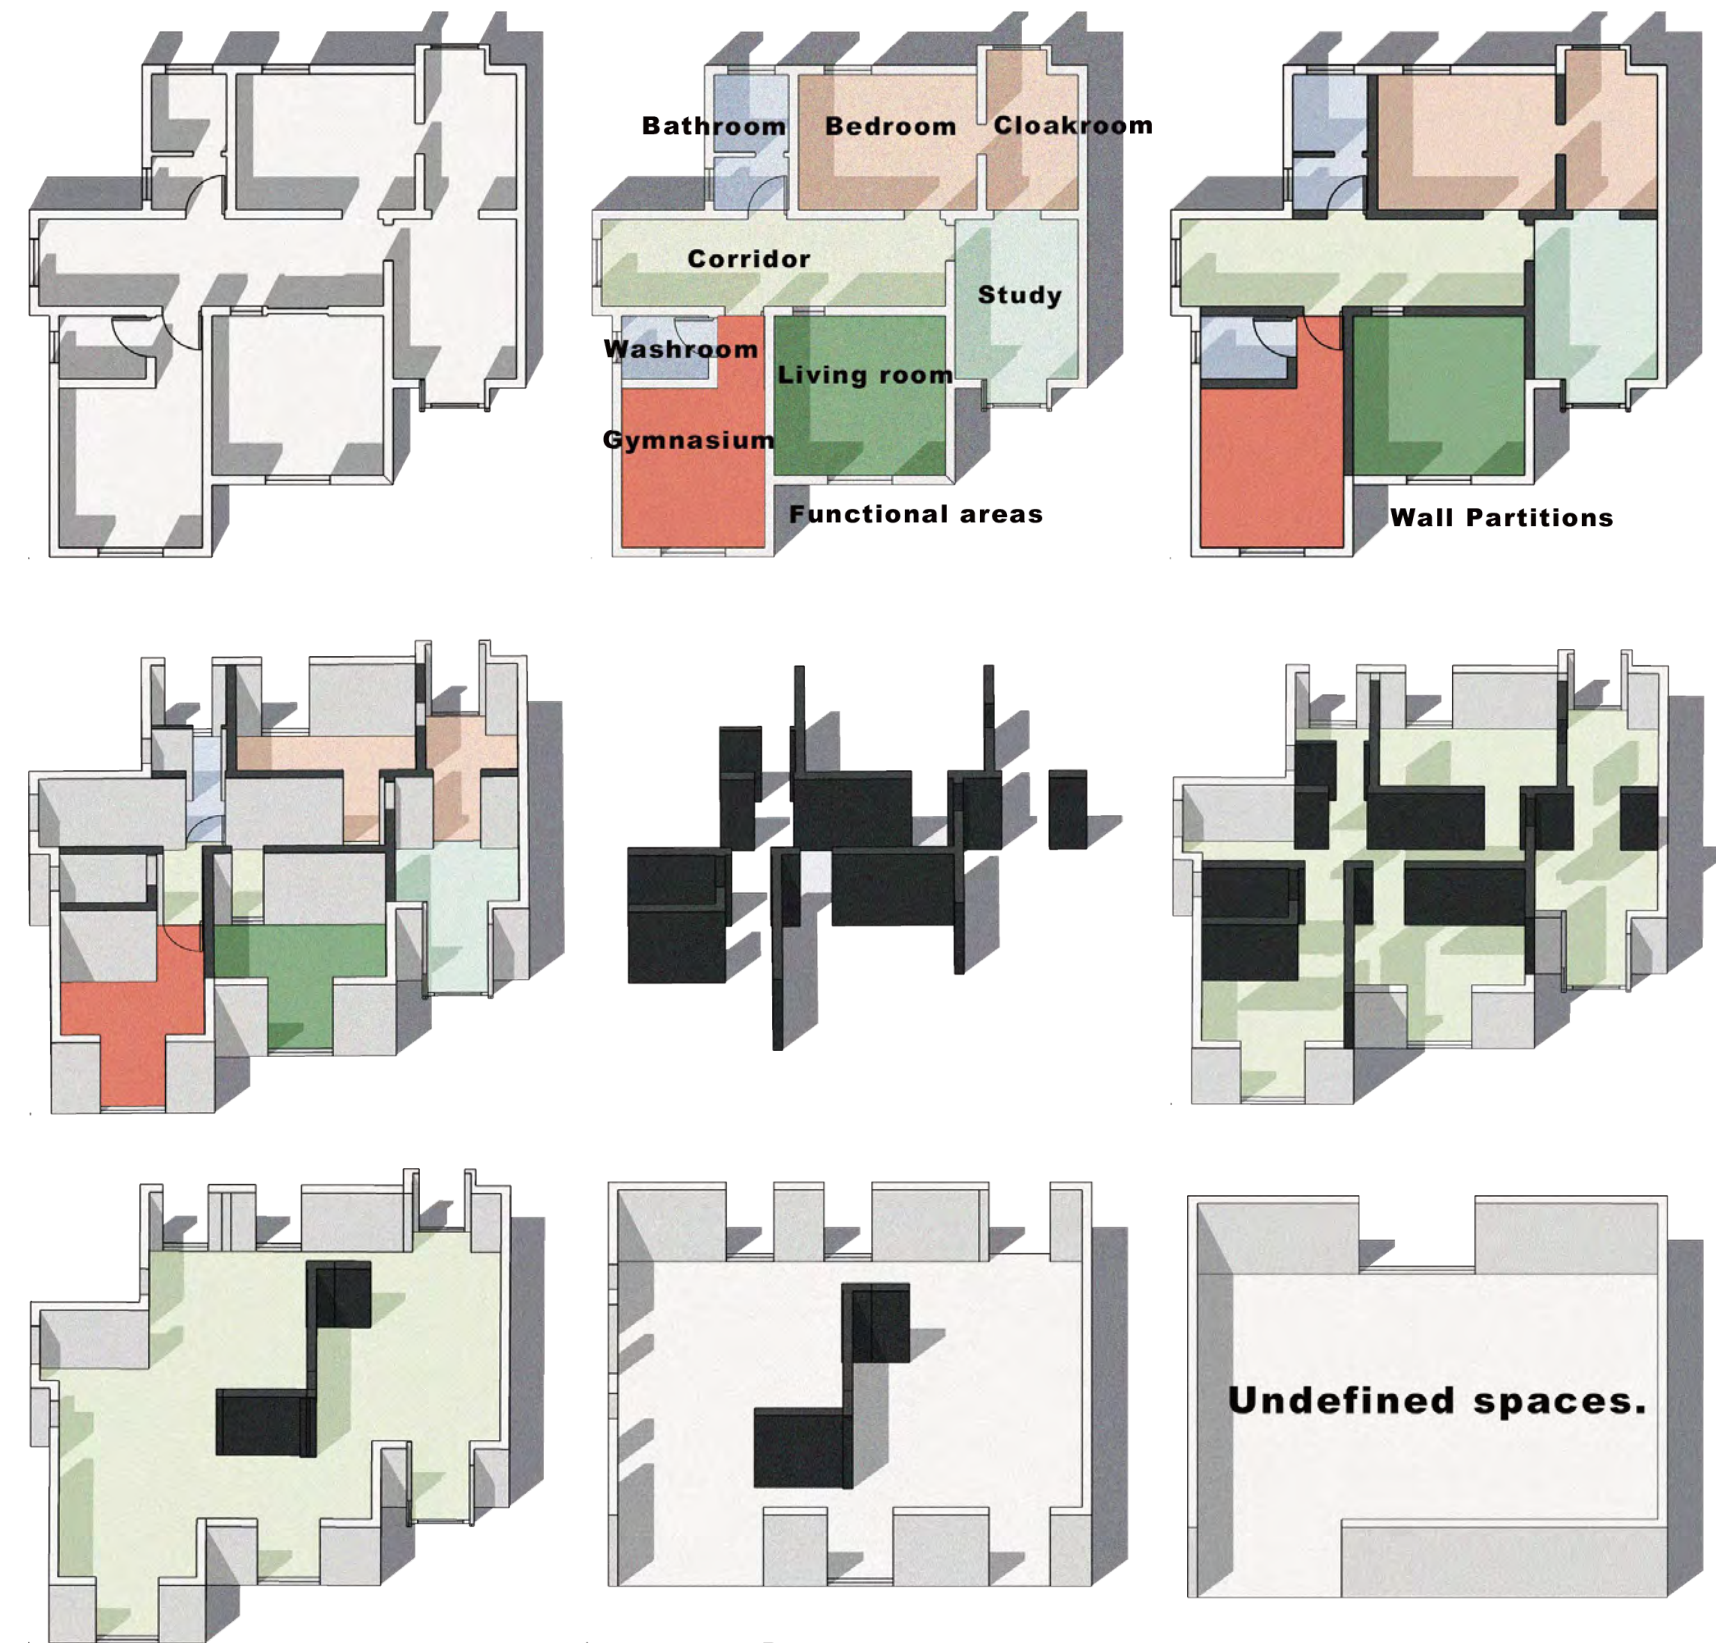 Bathroom
Bedroom
Cloakroom
Corridor
Study
Washroom
Living room
Gymnasium
Functional areas
Wall Partitions
Undefined spaces.